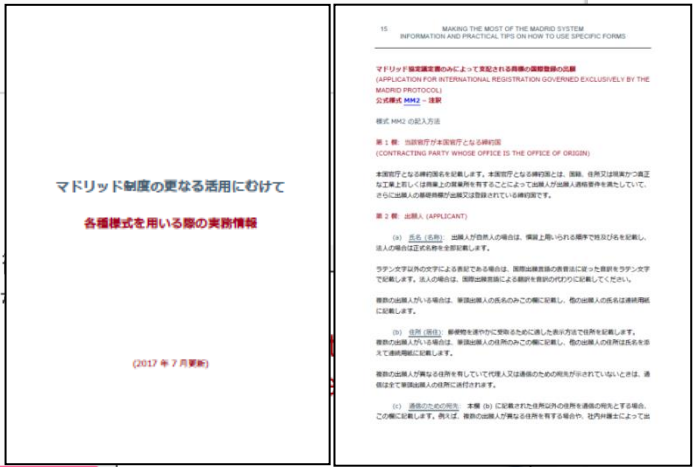 マドリッド制度の更なる活用にむけて
各種様式を用いる際の実務情報
(2017 年 7 月更新)
15
MAKING THE MOST OF THE MADRID SYSTEM
INFORMATION AND PRACTICAL TIPS ON HOW TO USE SPECIFIC FORMS
マドリッド協定議定書のみによって支配される商標の国際登録の出願
(APPLICATION FOR INTERNATIONAL REGISTRATION GOVERNED EXCLUSIVELY BY THE
MADRID PROTOCOL)
公式様式 MM2 – 注釈
様式 MM2 の記入方法
第 1 欄: 当該官庁が本国官庁となる締約国
(CONTRACTING PARTY WHOSE OFFICE IS THE OFFICE OF ORIGIN)
本国官庁となる締約国名を記載します。本国官庁となる締約国とは、国籍、住所又は現実かつ真正
な工業上若しくは商業上の営業所を有することによって出願人が出願人適格要件を満たしていて、
さらに出願人の基礎商標が出願又は登録されている締約国です。
第 2 欄: 出願人 (APPLICANT)
(a) 氏名 (名称): 出願人が自然人の場合は、慣習上用いられる順序で姓及び名を記載し、
法人の場合は正式名称を全部記載します。
ラテン文字以外の文字による表記である場合は、国際出願言語の表音法に従った音訳をラテン文字
で記載します。法人の場合は、国際出願言語による翻訳を音訳の代わりに記載してください。
複数の出願人がいる場合は、筆頭出願人の氏名のみこの欄に記載し、他の出願人の氏名は連続用紙
に記載します。
(b) 住所 (居住): 郵便物を速やかに受取るために適した表示方法で住所を記載します。
複数の出願人がいる場合は、筆頭出願人の住所のみこの欄に記載し、他の出願人の住所は氏名を添
えて連続用紙に記載します。
複数の出願人が異なる住所を有していて代理人又は通信のための宛先が示されていないときは、通
信は全て筆頭出願人の住所に送付されます。
(c) 通信のための宛先: 本欄 (b) に記載された住所以外の住所を通信の宛先とする場合、
この欄に記載します。例えば、複数の出願人が異なる住所を有する場合や、社内弁護士によって出